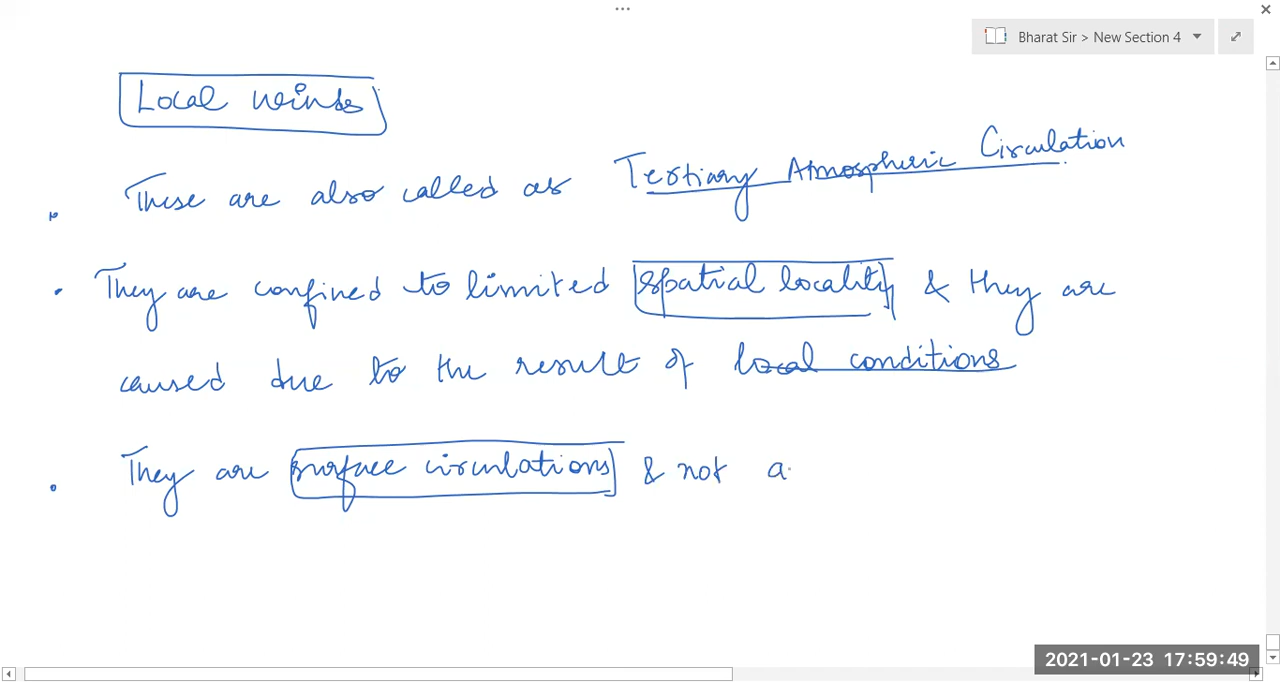 ...
Bharat Sir > New Section 4
Local winds
These are also called as Tertiary Atmospheric Circulation
• They are confined to limited spatial locality & they are
caused due to the result of local conditions
• They are surface circulations & not a
2021-01-23 17:59:49